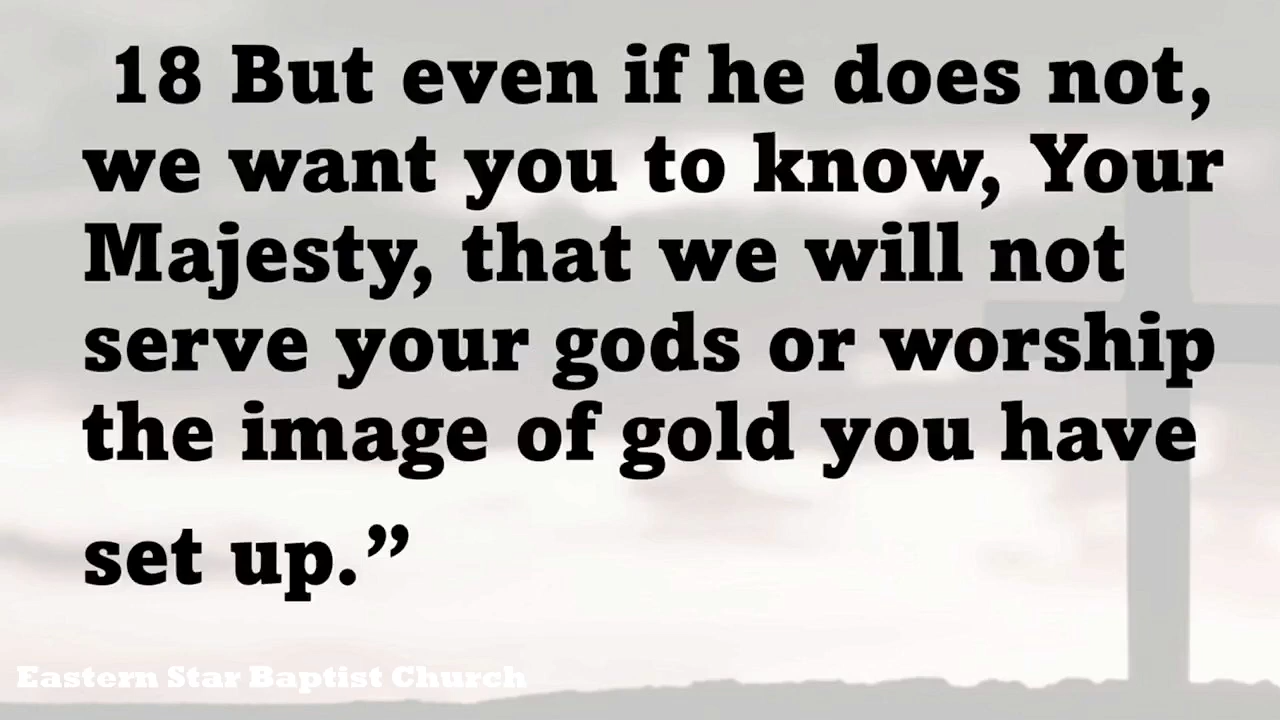 18 But even if he does not,
we want you to know, Your
Majesty, that we will not
serve your gods or worship
the image of gold you have
set up.”
Eastern Star Baptist Church